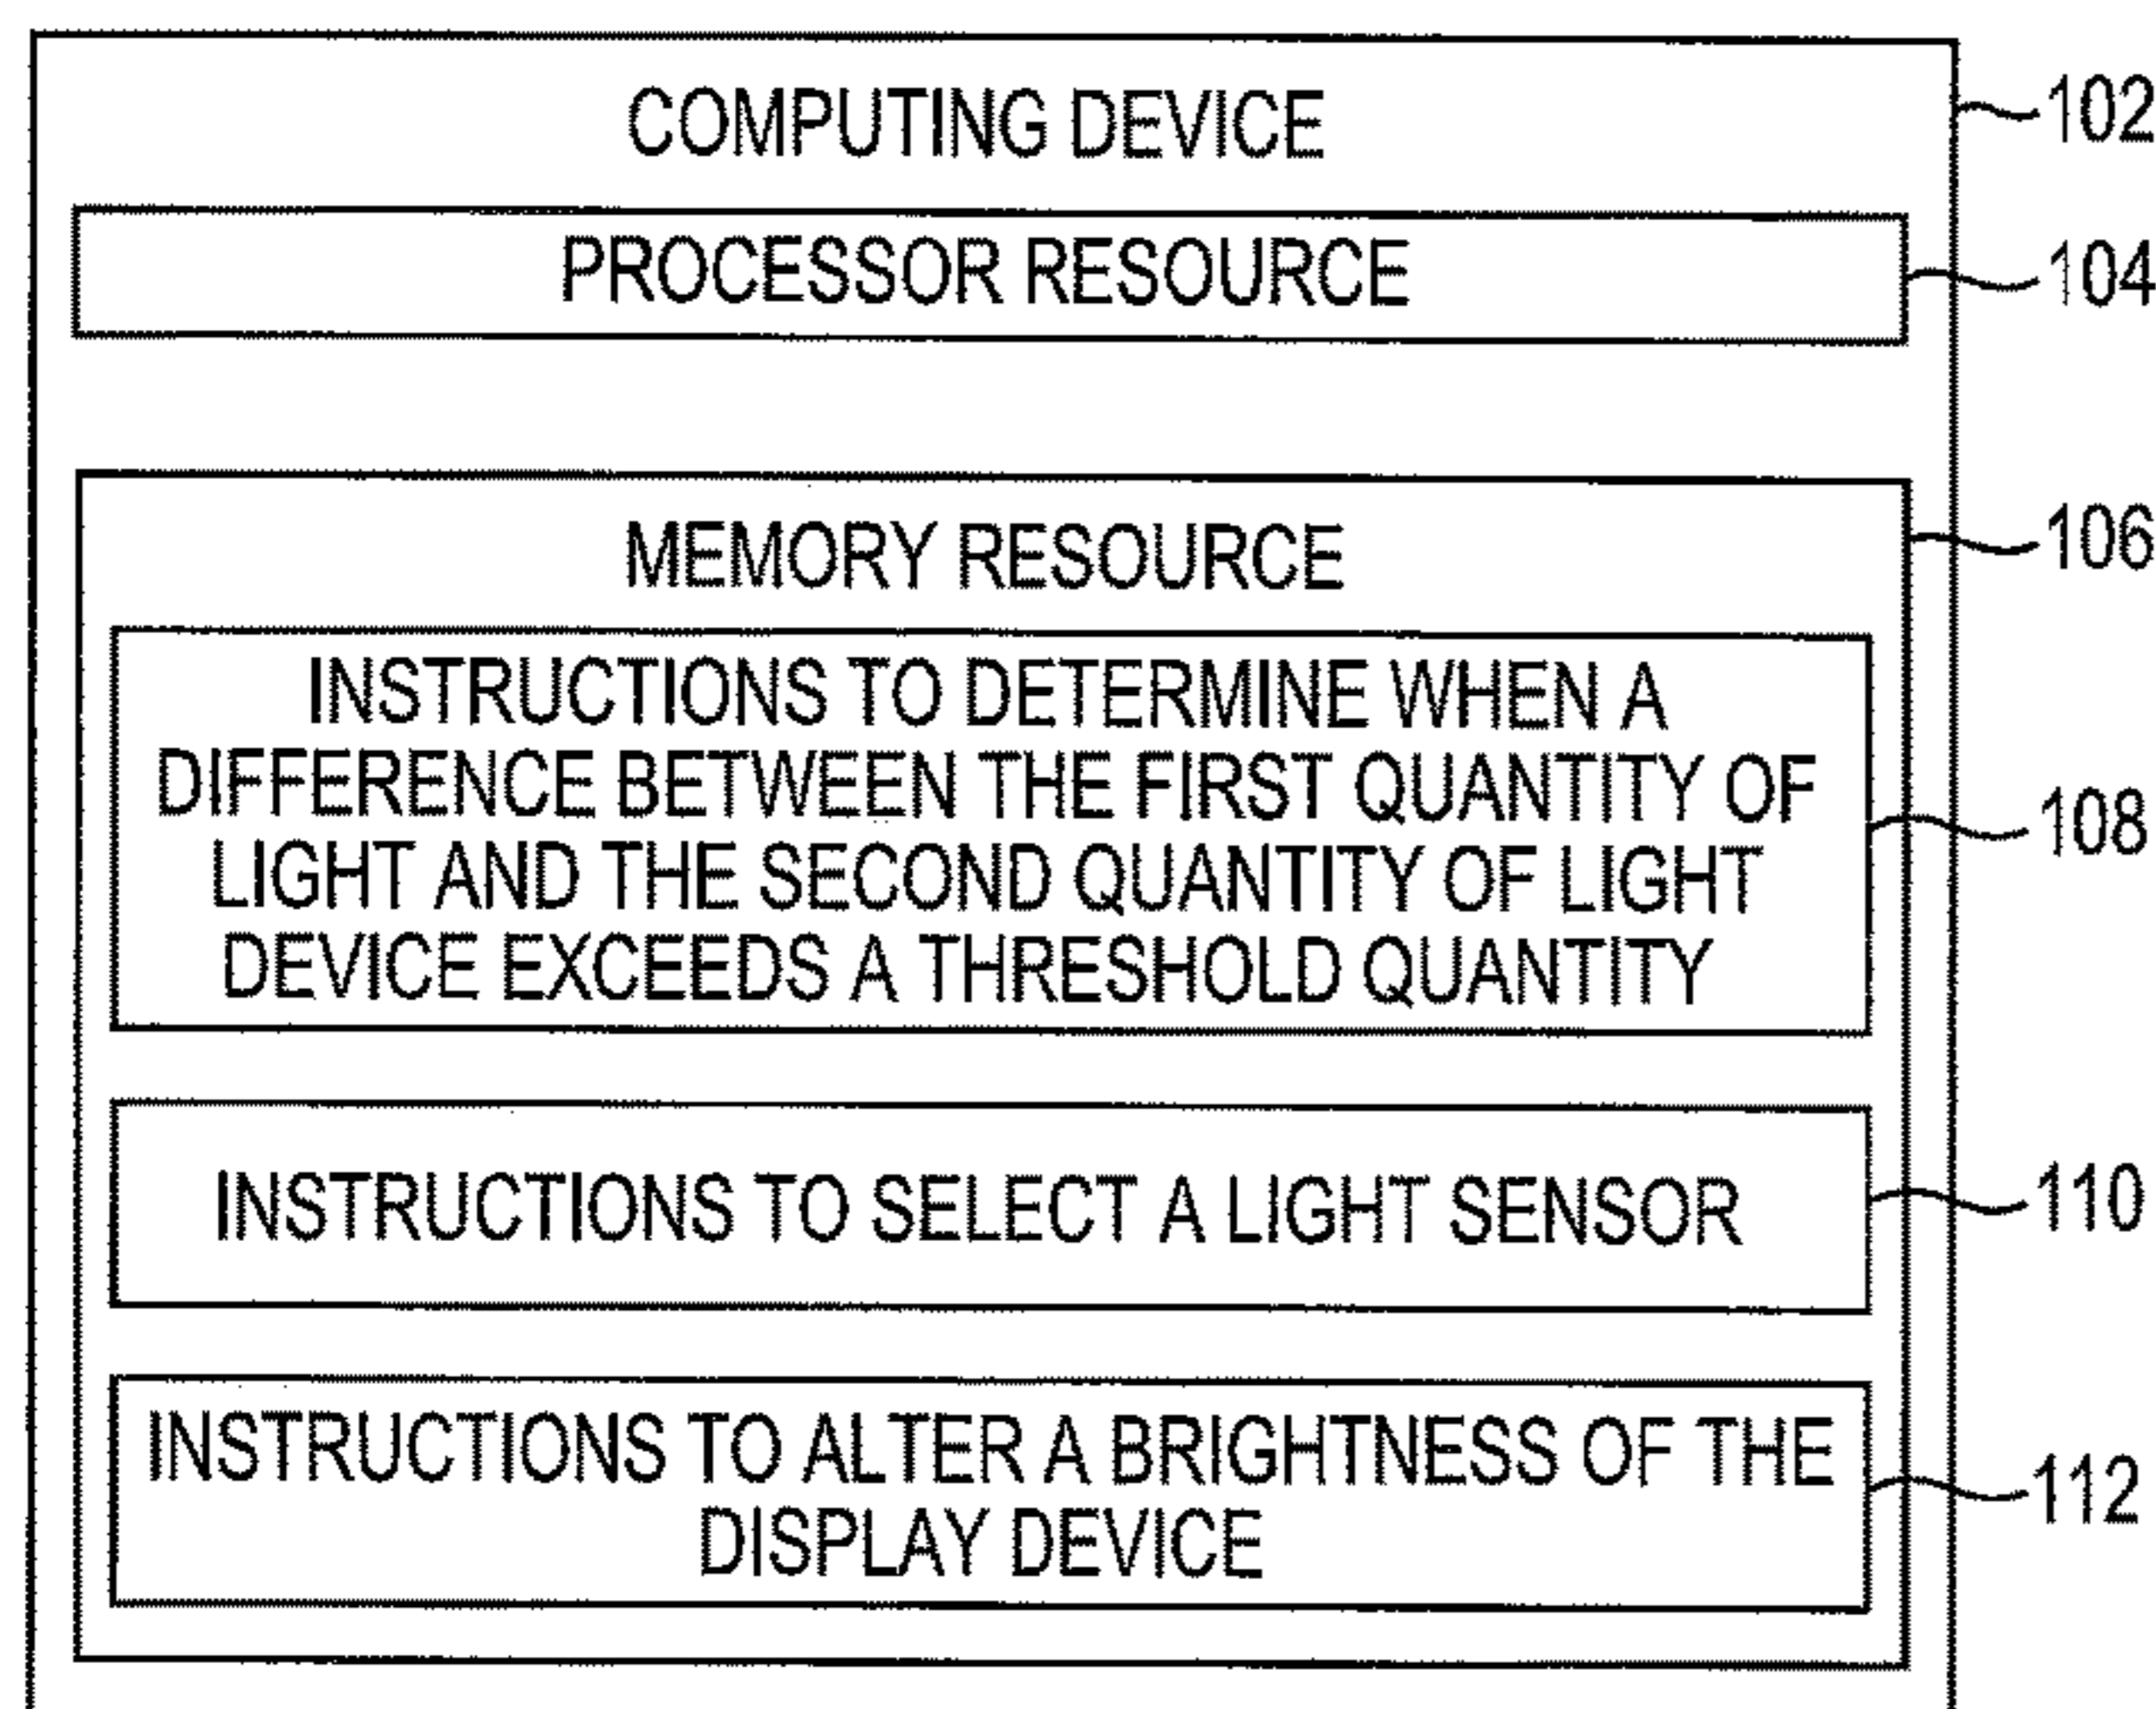 COMPUTING DEVICE
102
PROCESSOR RESOURCE
104
MEMORY RESOURCE
106
INSTRUCTIONS TO DETERMINE WHEN A
DIFFERENCE BETWEEN THE FIRST QUANTITY OF
LIGHT AND THE SECOND QUANTITY OF LIGHT
DEVICE EXCEEDS A THRESHOLD QUANTITY
108
INSTRUCTIONS TO SELECT A LIGHT SENSOR
110
INSTRUCTIONS TO ALTER A BRIGHTNESS OF THE
DISPLAY DEVICE
112